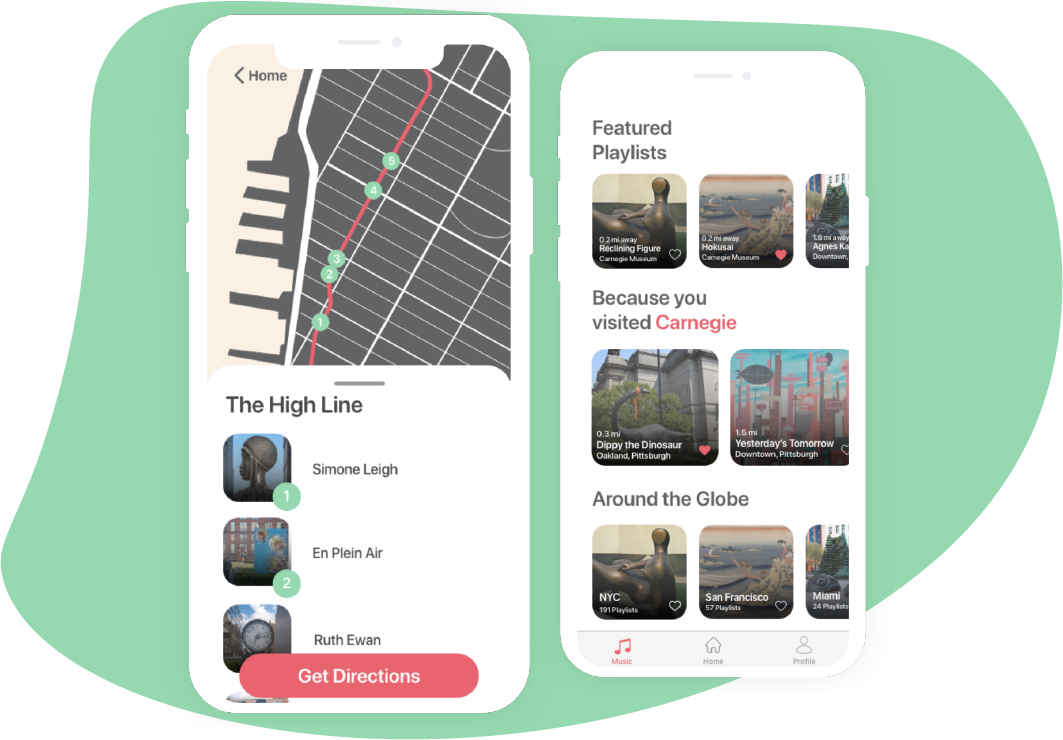 Home
5
4
3
2
1
The High Line
Simone Leigh
1
En Plein Air
2
Ruth Ewan
Get Directions
Featured
Playlists
0.2 mi away
Reclining Figure
Carnegie Museum
0.2 mi away
Hokusai
Carnegie Museum
1.5 mi away
Agnes Ka
Downtown,
Because you
visited Carnegie
0.3 mi
Dippy the Dinosaur
Oakland, Pittsburgh
1.5 mi
Yesterday's Tomorrow
Downtown, Pittsburgh
Around the Globe
NYC
191 Playlists
San Francisco
57 Playlists
Miami
24 Playlists
Music
Home
Profile